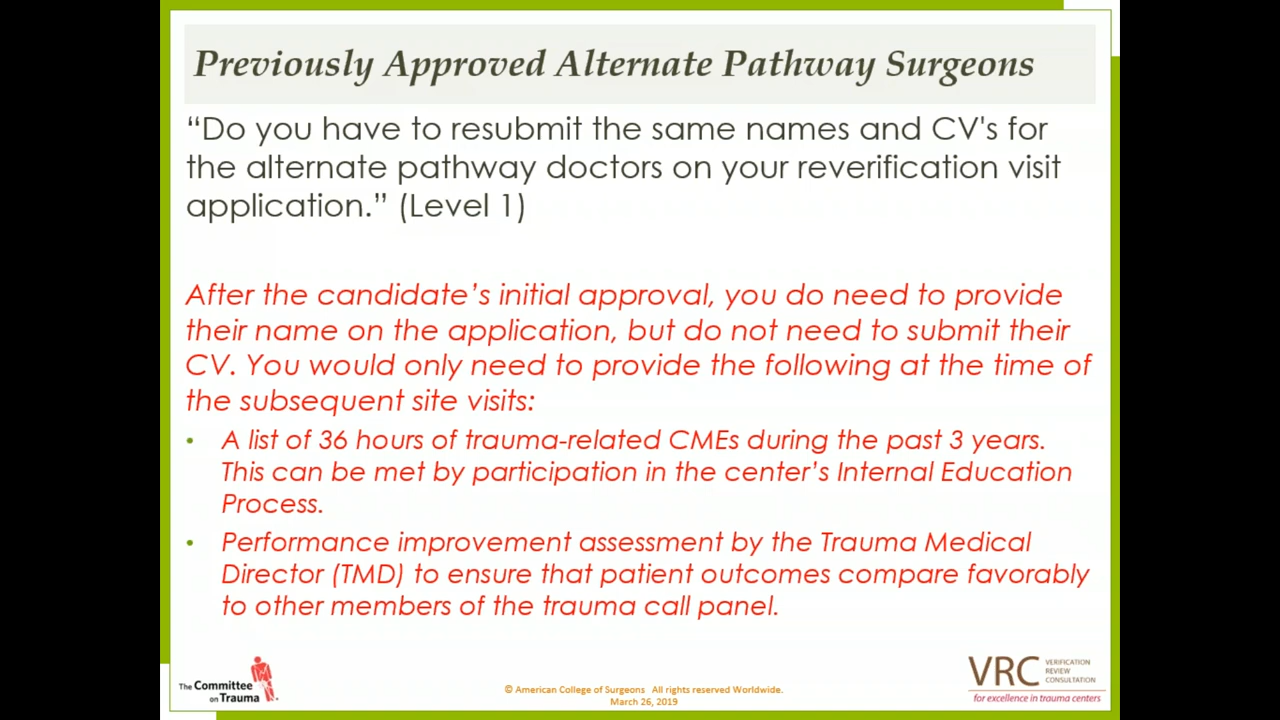 Previously Approved Alternate Pathway Surgeons
“Do you have to resubmit the same names and CV's for
the alternate pathway doctors on your reverification visit
application.” (Level 1)
After the candidate’s initial approval, you do need to provide
their name on the application, but do not need to submit their
CV. You would only need to provide the following at the time of
the subsequent site visits:
• A list of 36 hours of trauma-related CMEs during the past 3 years.
This can be met by participation in the center’s Internal Education
Process.
• Performance improvement assessment by the Trauma Medical
Director (TMD) to ensure that patient outcomes compare favorably
to other members of the trauma call panel.
The Committee
on Trauma
© American College of Surgeons All rights reserved Worldwide.
March 26, 2019
VRC
VERIFICATION
REVIEW
CONSULTATION
for excellence in trauma centers